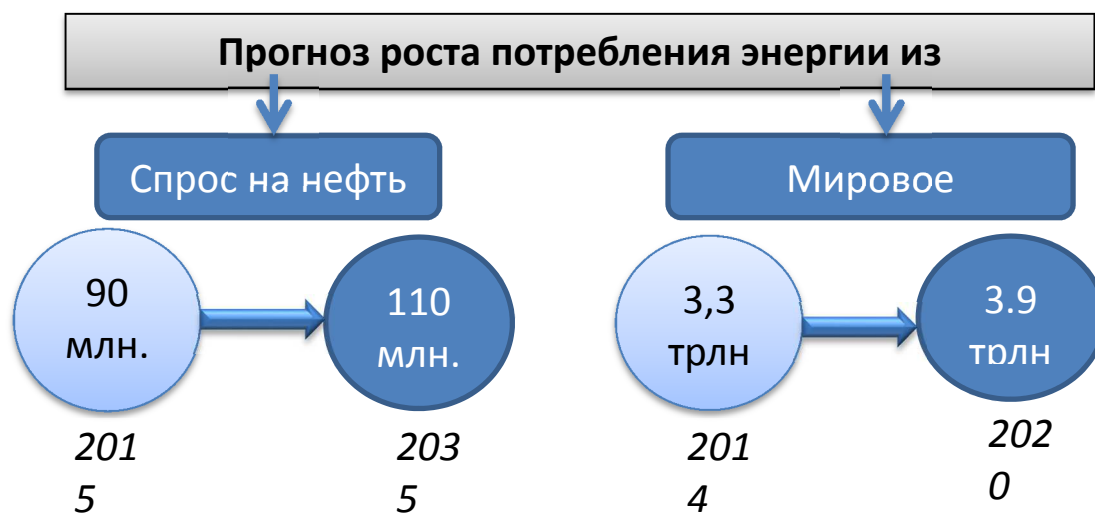 Прогноз роста потребления энергии из
Спрос на нефть
Мировое
90
млн.
110
млн.
3,3
трлн
3.9
трлн
201
5
203
5
201
4
202
0